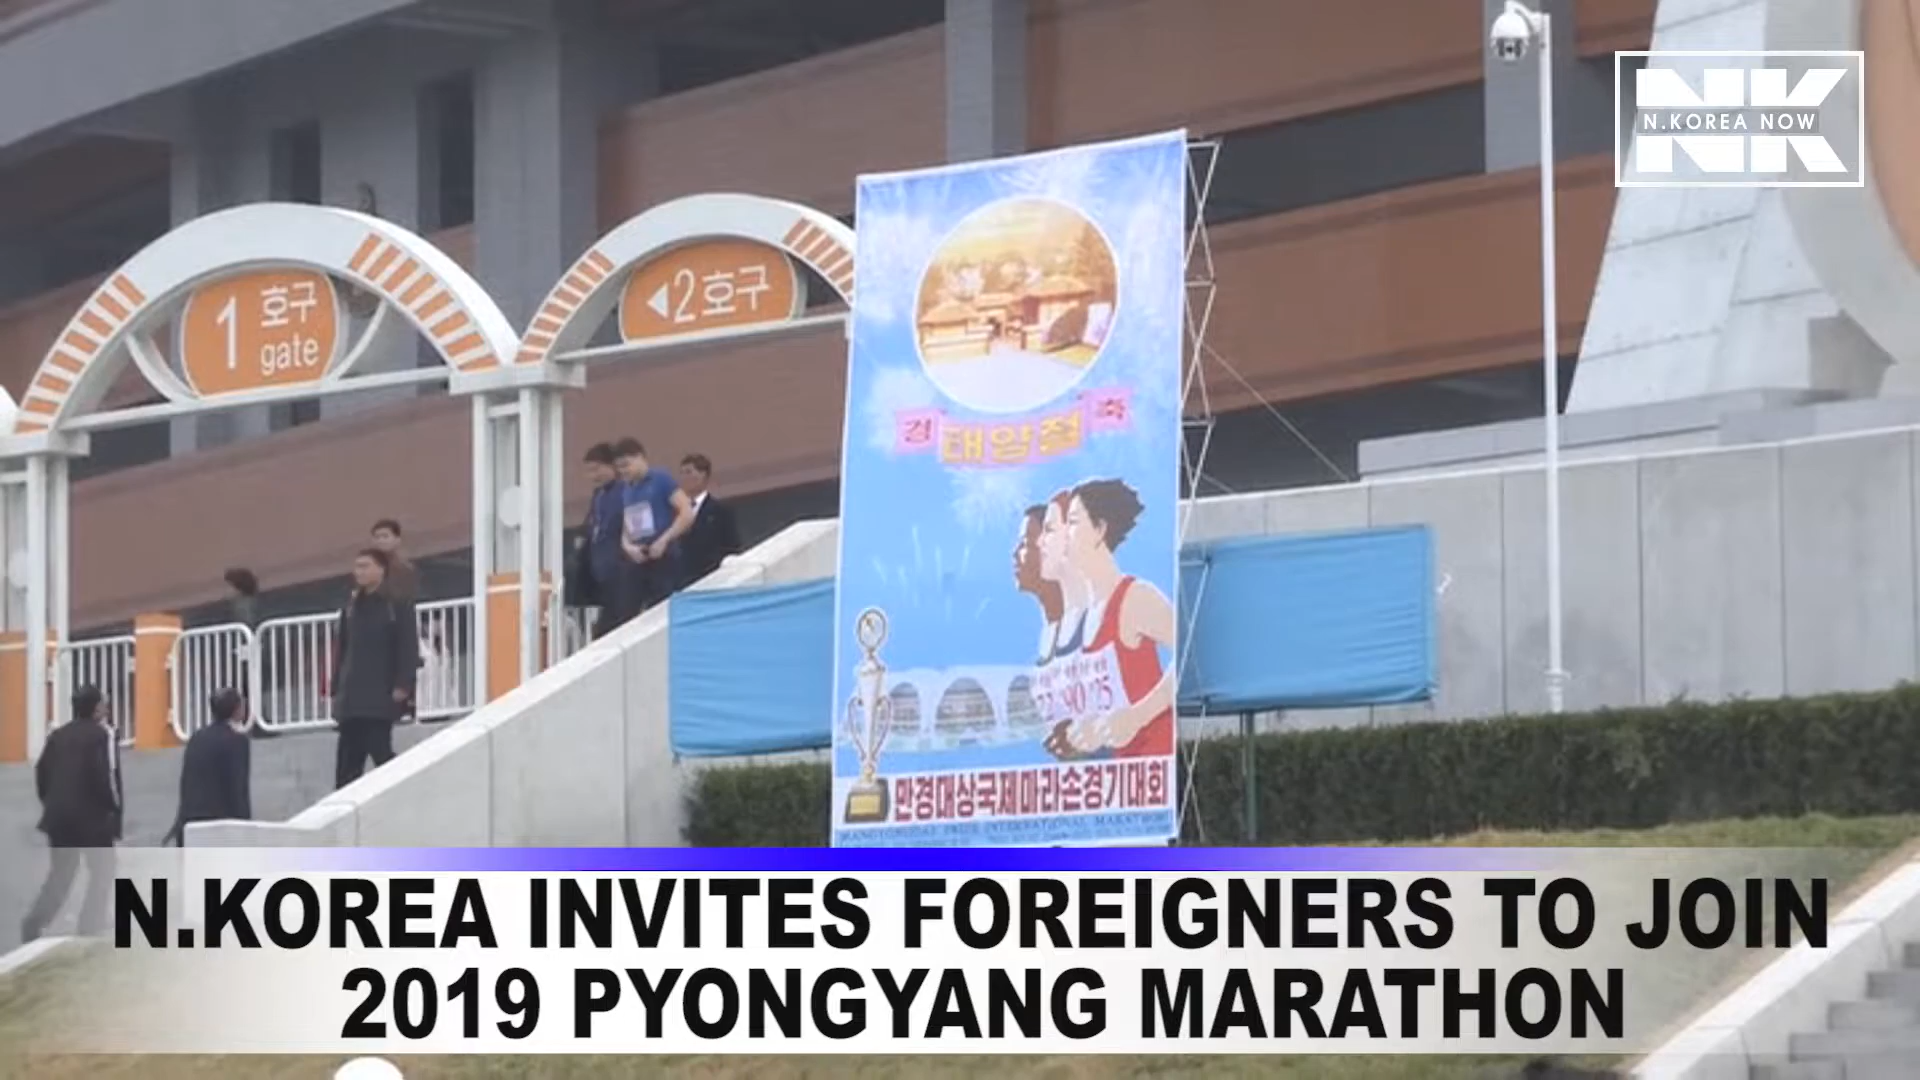 N.KOREA NOW
1 호구
gate
2호구
경 태양절 축
만경대상국제마라손경기대회
N.KOREA INVITES FOREIGNERS TO JOIN
2019 PYONGYANG MARATHON